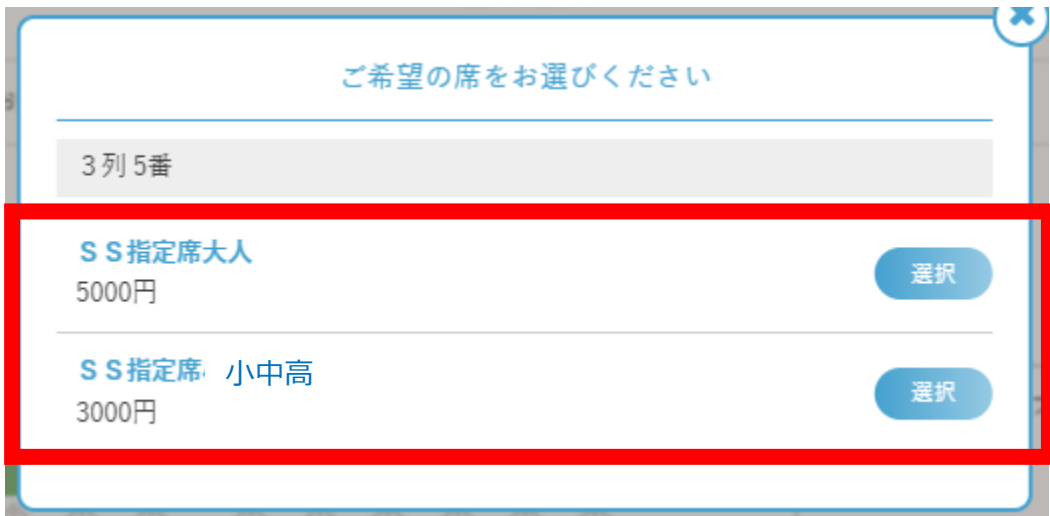 ご希望の席をお選びください
３列 5番
ＳＳ指定席大人
5000円
選択
ＳＳ指定席 小中高
3000円
選択